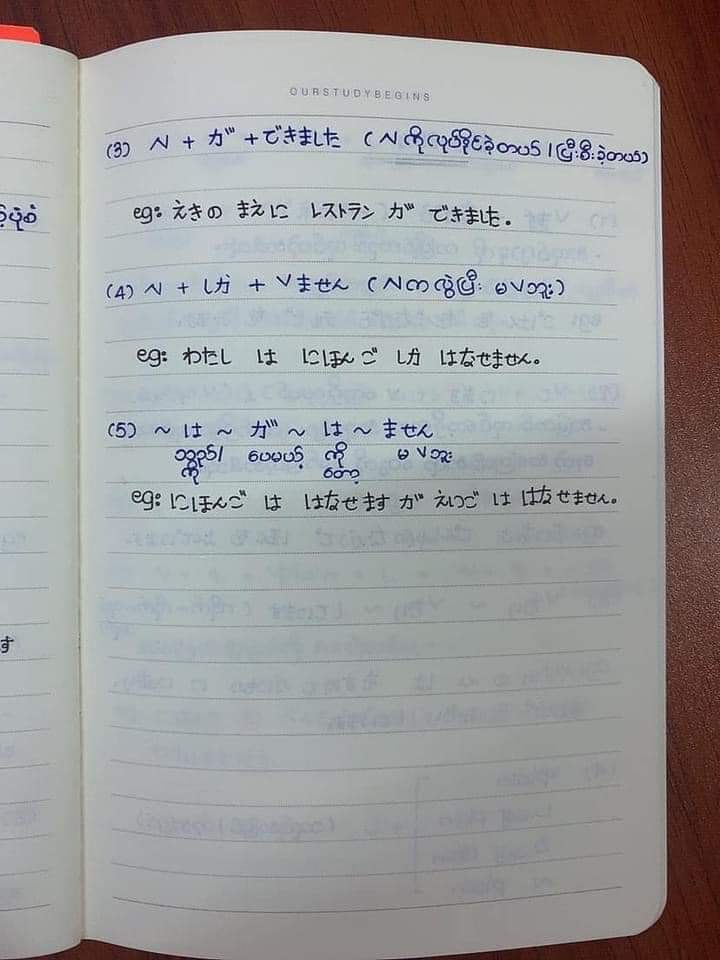 OURSTUDYBEGINS
(3) N + が + できました ( N ကိုလုပ်နိုင်ခဲ့တယ် / ပြီးစီးခဲ့တယ် )
eg: えきの まえに レストラン が できました.
(4) N + しか + Vません ( N ကလွဲပြီး မ V ဘူး )
eg: わたし は にほんご しか はなせません。
(5) ~ は ~ が ~ は ~ ません
သည်/ ပေမယ့် ကို မ V ဘူး
ကို တော့
eg: にほんご は はなせます が えいご は はなせません。
す